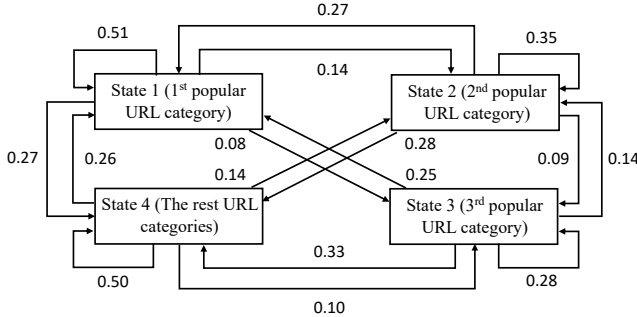 0.27
0.51
0.35
0.14
State 1 (1st popular
URL category)
State 2 (2nd popular
URL category)
0.08
0.28
0.27
0.26
0.09
0.14
0.14
0.25
State 4 (The rest URL
categories)
State 3 (3rd popular
URL category)
0.33
0.50
0.28
0.10